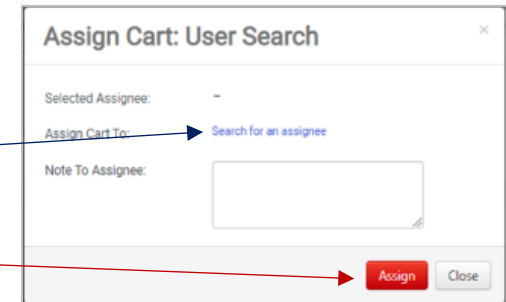 Assign Cart: User Search
×
Selected Assignee: –
Assign Cart To: Search for an assignee
Note To Assignee:
Assign Close